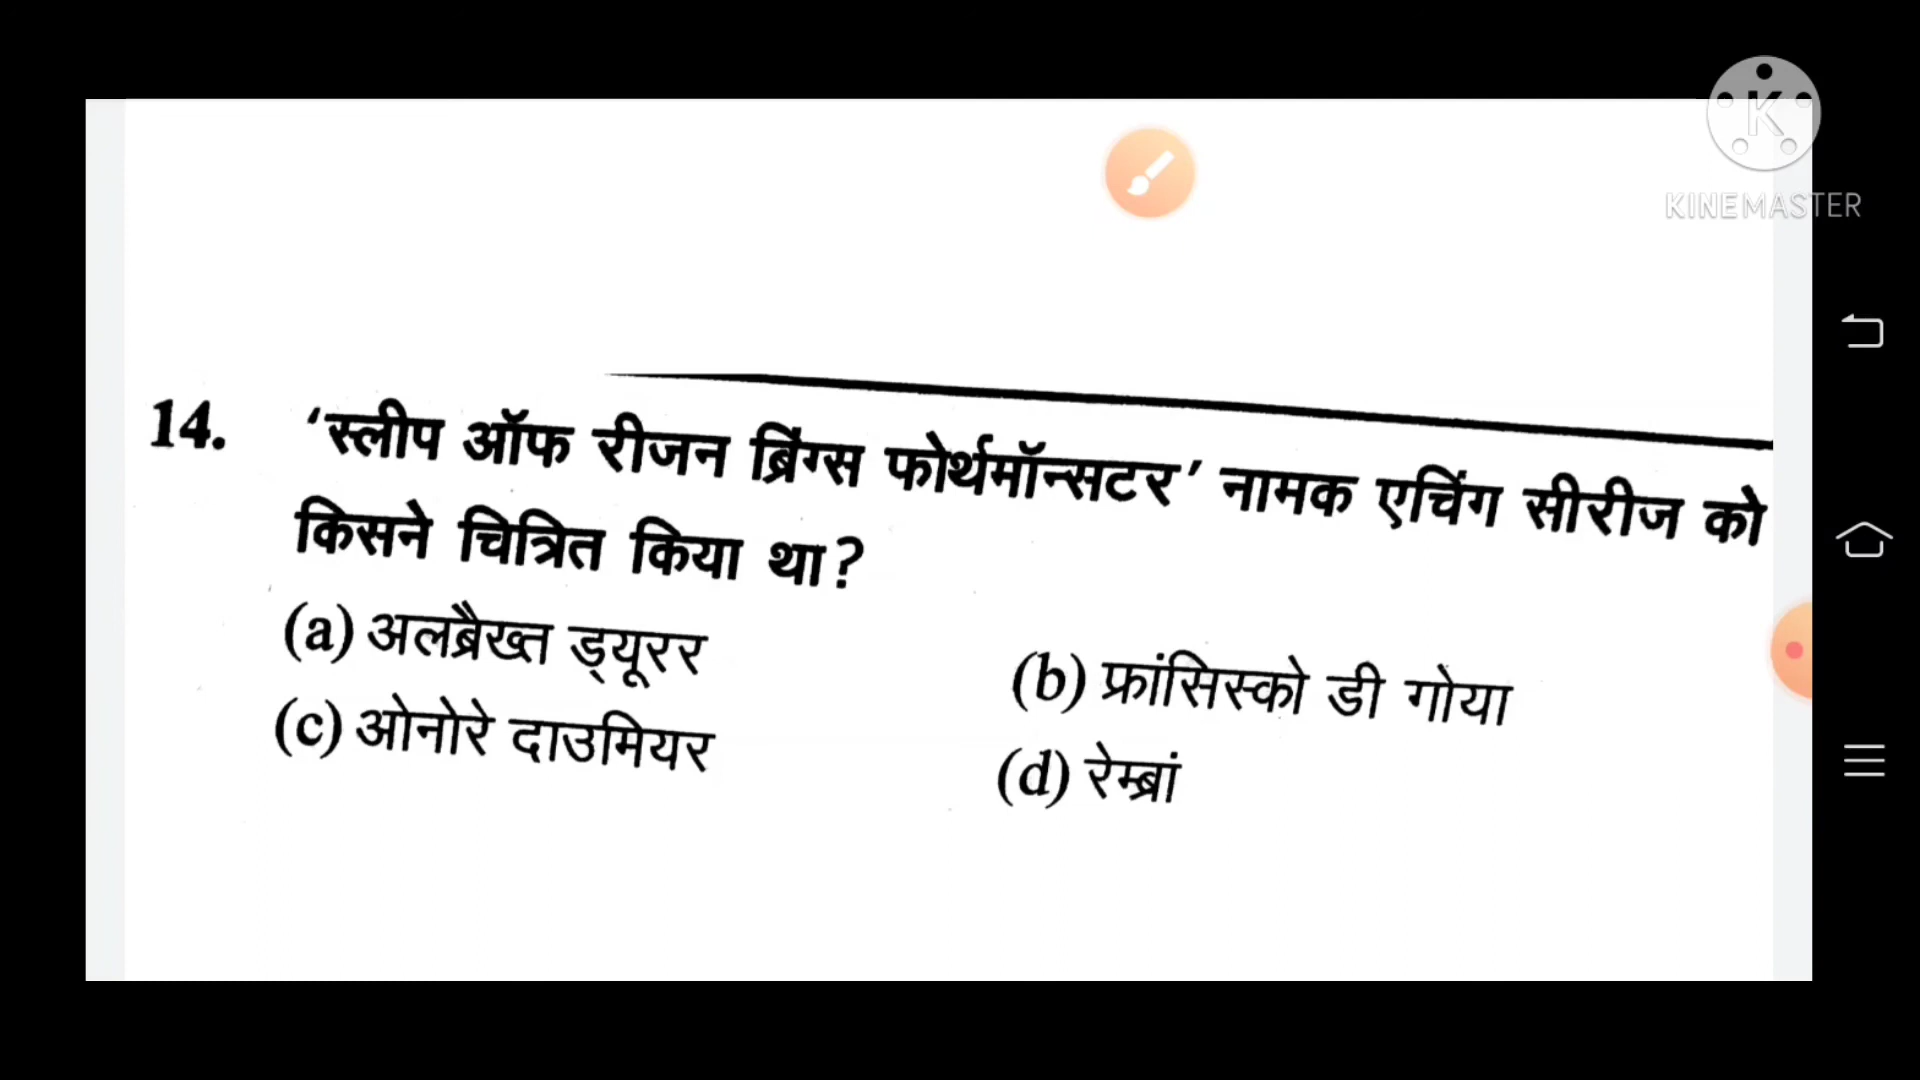 KINEMASTER
14. ‘स्लीप ऑफ रीजन ब्रिंग्स फोर्थमॉन्सटर’ नामक एचिंग सीरीज को
किसने चित्रित किया था?
(a) अलब्रैख्त ड्यूरर (b) फ्रांसिस्को डी गोया
(c) ओनोरे दाउमियर (d) रेम्ब्रां